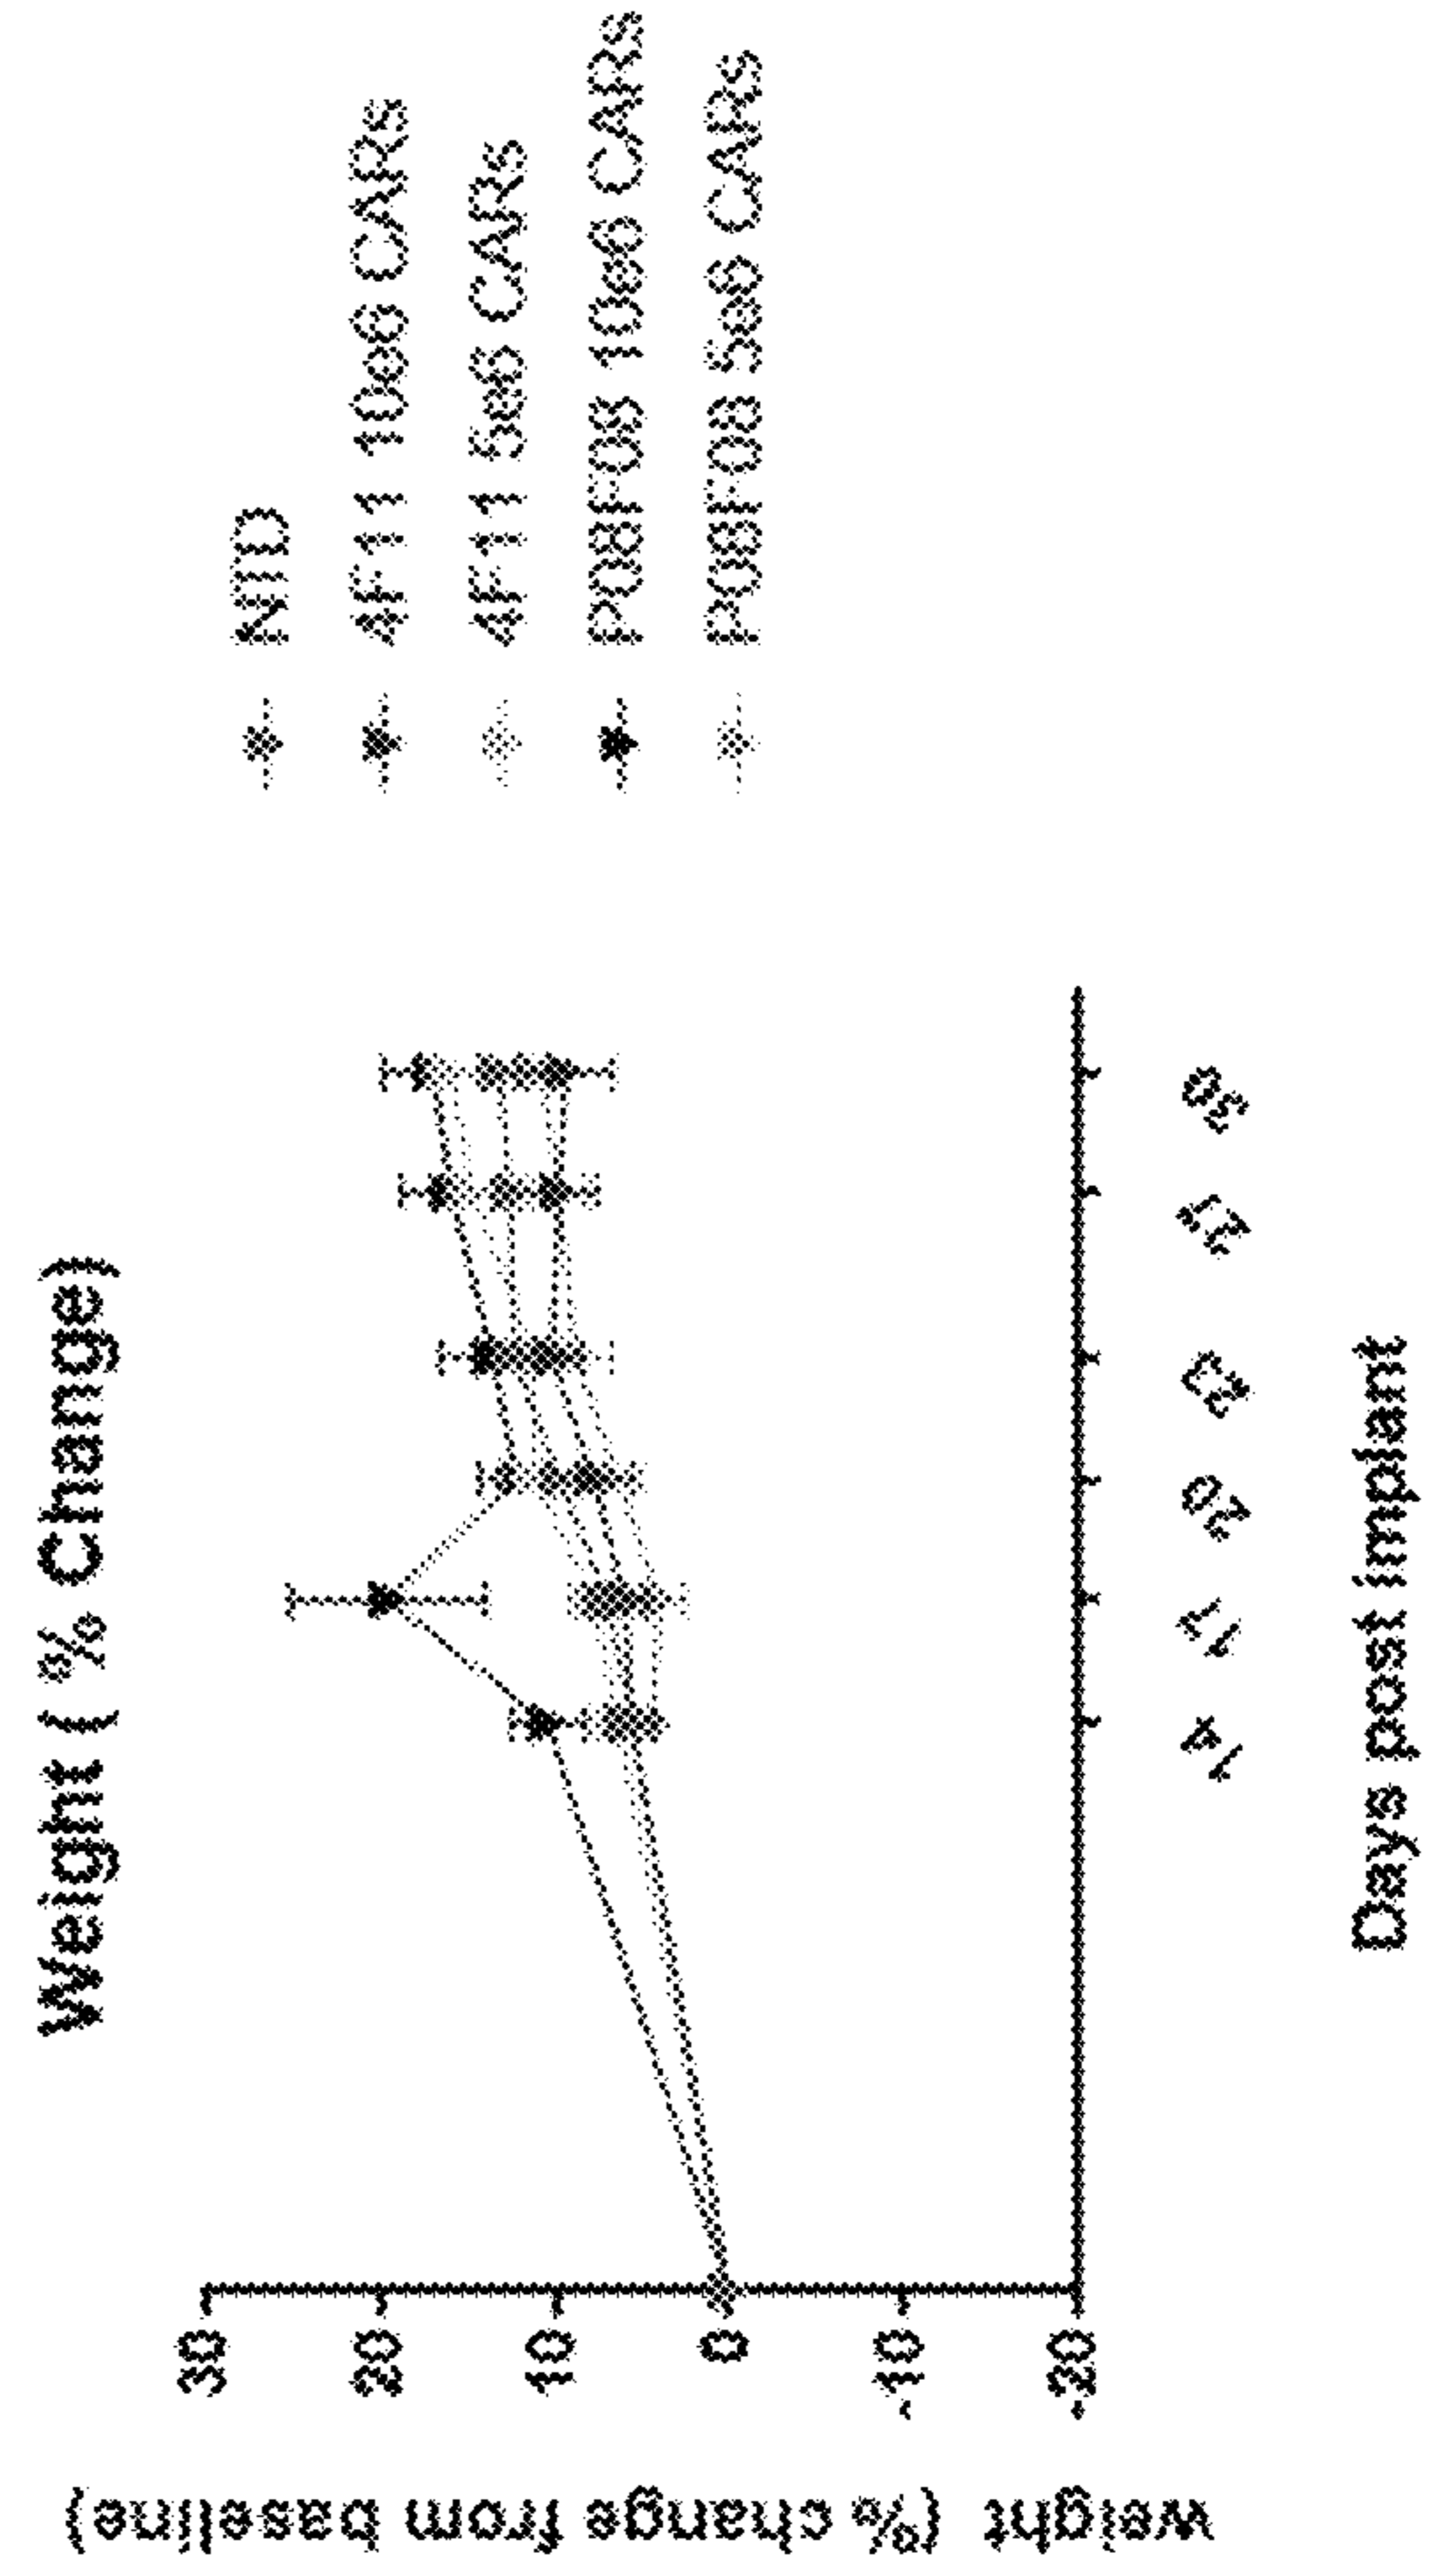 Weight ( % Change)
weight (% change from baseline)
30
20
10
0
-10
-20
14
17
20
23
27
30
Days post implant
NTD
4F11 10e6 CARs
4F11 5e6 CARs
P08F08 10e6 CARs
P08F08 5e6 CARs